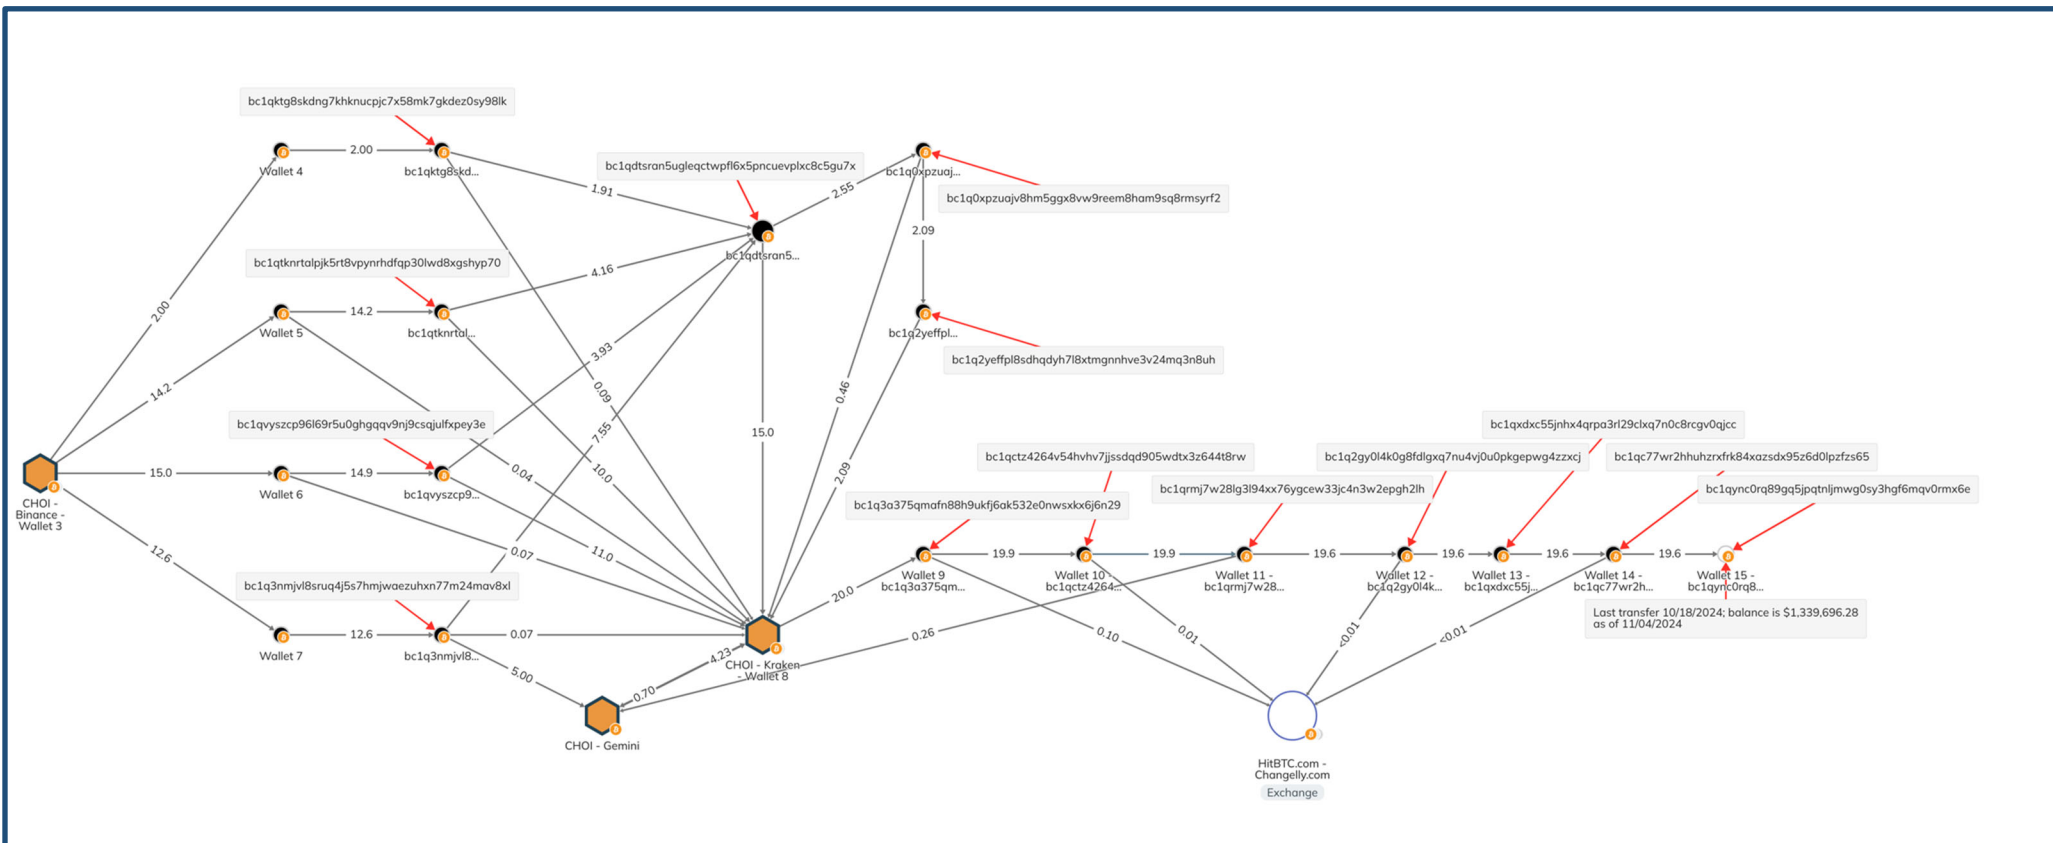 bc1qktg8skdng7khknucpjc7x58mk7gkdez0sy98lk
Wallet 4
2.00
bc1qktg8skd...
1.91
bc1qdtsran5ugleqctwpfl6x5pncuevplxc8c5gu7x
2.55
bc1q0xpzuaj...
bc1q0xpzuajv8hm5ggx8vw9reem8ham9sq8rmsyrf2
2.09
bc1qdtsran5...
bc1qtknrtalpjk5rt8vpynrhdfqp30lwd8xgshyp70
4.16
2.00
Wallet 5
14.2
bc1qtknrtal...
bc1q2yeffpl...
bc1q2yeffpl8sdhqdyh7l8xtmgnnhve3v24mq3n8uh
3.93
14.2
0.09
0.46
bc1qvyszcp96l69r5u0ghgqqv9nj9csqjulfxpey3e
7.55
15.0
bc1qxdxc55jnhx4qrpa3rl29clxq7n0c8rcgv0qjcc
bc1qctz4264v54hvhv7jjssdqd905wdtx3z644t8rw
bc1q2gy0l4k0g8fdlgxq7nu4vj0u0pkgepwg4zzxcj
bc1qc77wr2hhuhzrxfrk84xazsdx95z6d0lpzfzs65
15.0
14.9
0.04
10.0
2.09
Wallet 6
bc1qvyszcp9...
bc1qrmj7w28lg3l94xx76ygcew33jc4n3w2epgh2lh
bc1qync0rq89gq5jpqtnljmwg0sy3hgf6mqv0rmx6e
bc1q3a375qmafn88h9ukfj6ak532e0nwsxkx6j6n29
CHOI -
Binance -
Wallet 3
12.6
0.07
11.0
19.9
19.9
19.6
19.6
19.6
19.6
Wallet 9
bc1q3a375qm...
Wallet 10 -
bc1qctz4264...
Wallet 11 -
bc1qrmj7w28...
Wallet 12 -
bc1q2gy0l4k...
Wallet 13 -
bc1qxdxc55j...
Wallet 14 -
bc1qc77wr2h...
Wallet 15 -
bc1qync0rq8...
bc1q3nmjvl8sruq4j5s7hmjwaezuhxn77m24mav8xl
20.0
Last transfer 10/18/2024; balance is $1,339,696.28
as of 11/04/2024
Wallet 7
12.6
bc1q3nmjvl8...
0.07
0.26
0.10
0.01
<0.01
<0.01
4.23
CHOI - Kraken
- Wallet 8
5.00
0.70
CHOI - Gemini
HitBTC.com -
Changelly.com
Exchange